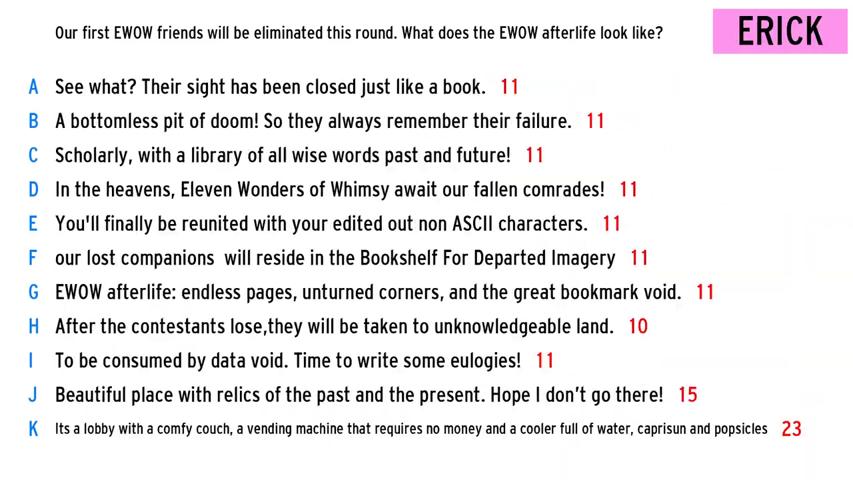 Our first EWOW friends will be eliminated this round. What does the EWOW afterlife look like?
ERICK
A See what? Their sight has been closed just like a book. 11
B A bottomless pit of doom! So they always remember their failure. 11
C Scholarly, with a library of all wise words past and future! 11
D In the heavens, Eleven Wonders of Whimsy await our fallen comrades! 11
E You'll finally be reunited with your edited out non ASCII characters. 11
F our lost companions  will reside in the Bookshelf For Departed Imagery 11
G EWOW afterlife: endless pages, unturned corners, and the great bookmark void. 11
H After the contestants lose,they will be taken to unknowledgeable land. 10
I To be consumed by data void. Time to write some eulogies! 11
J Beautiful place with relics of the past and the present. Hope I don’t go there! 15
K Its a lobby with a comfy couch, a vending machine that requires no money and a cooler full of water, caprisun and popsicles 23